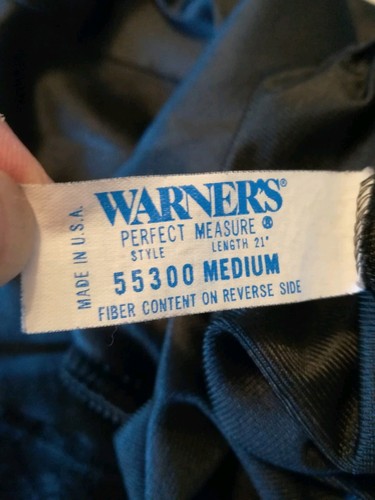 MADE IN U.S.A.
WARNER'S®
PERFECT MEASURE ®
STYLE LENGTH 21"
55300 MEDIUM
FIBER CONTENT ON REVERSE SIDE